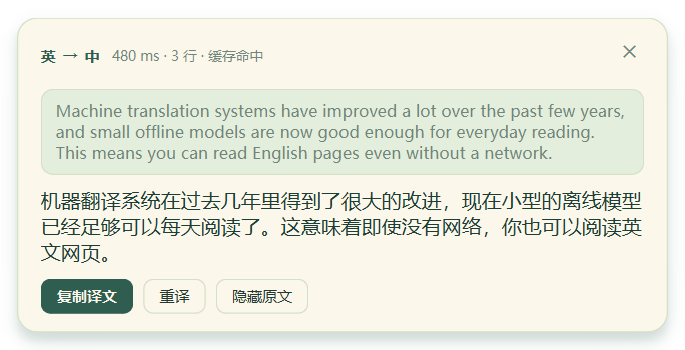 英 → 中 480 ms · 3 行 · 缓存命中
Machine translation systems have improved a lot over the past few years,
and small offline models are now good enough for everyday reading.
This means you can read English pages even without a network.
机器翻译系统在过去几年里得到了很大的改进，现在小型的离线模型
已经足够可以每天阅读了。这意味着即使没有网络，你也可以阅读英
文网页。
复制译文 重译 隐藏原文